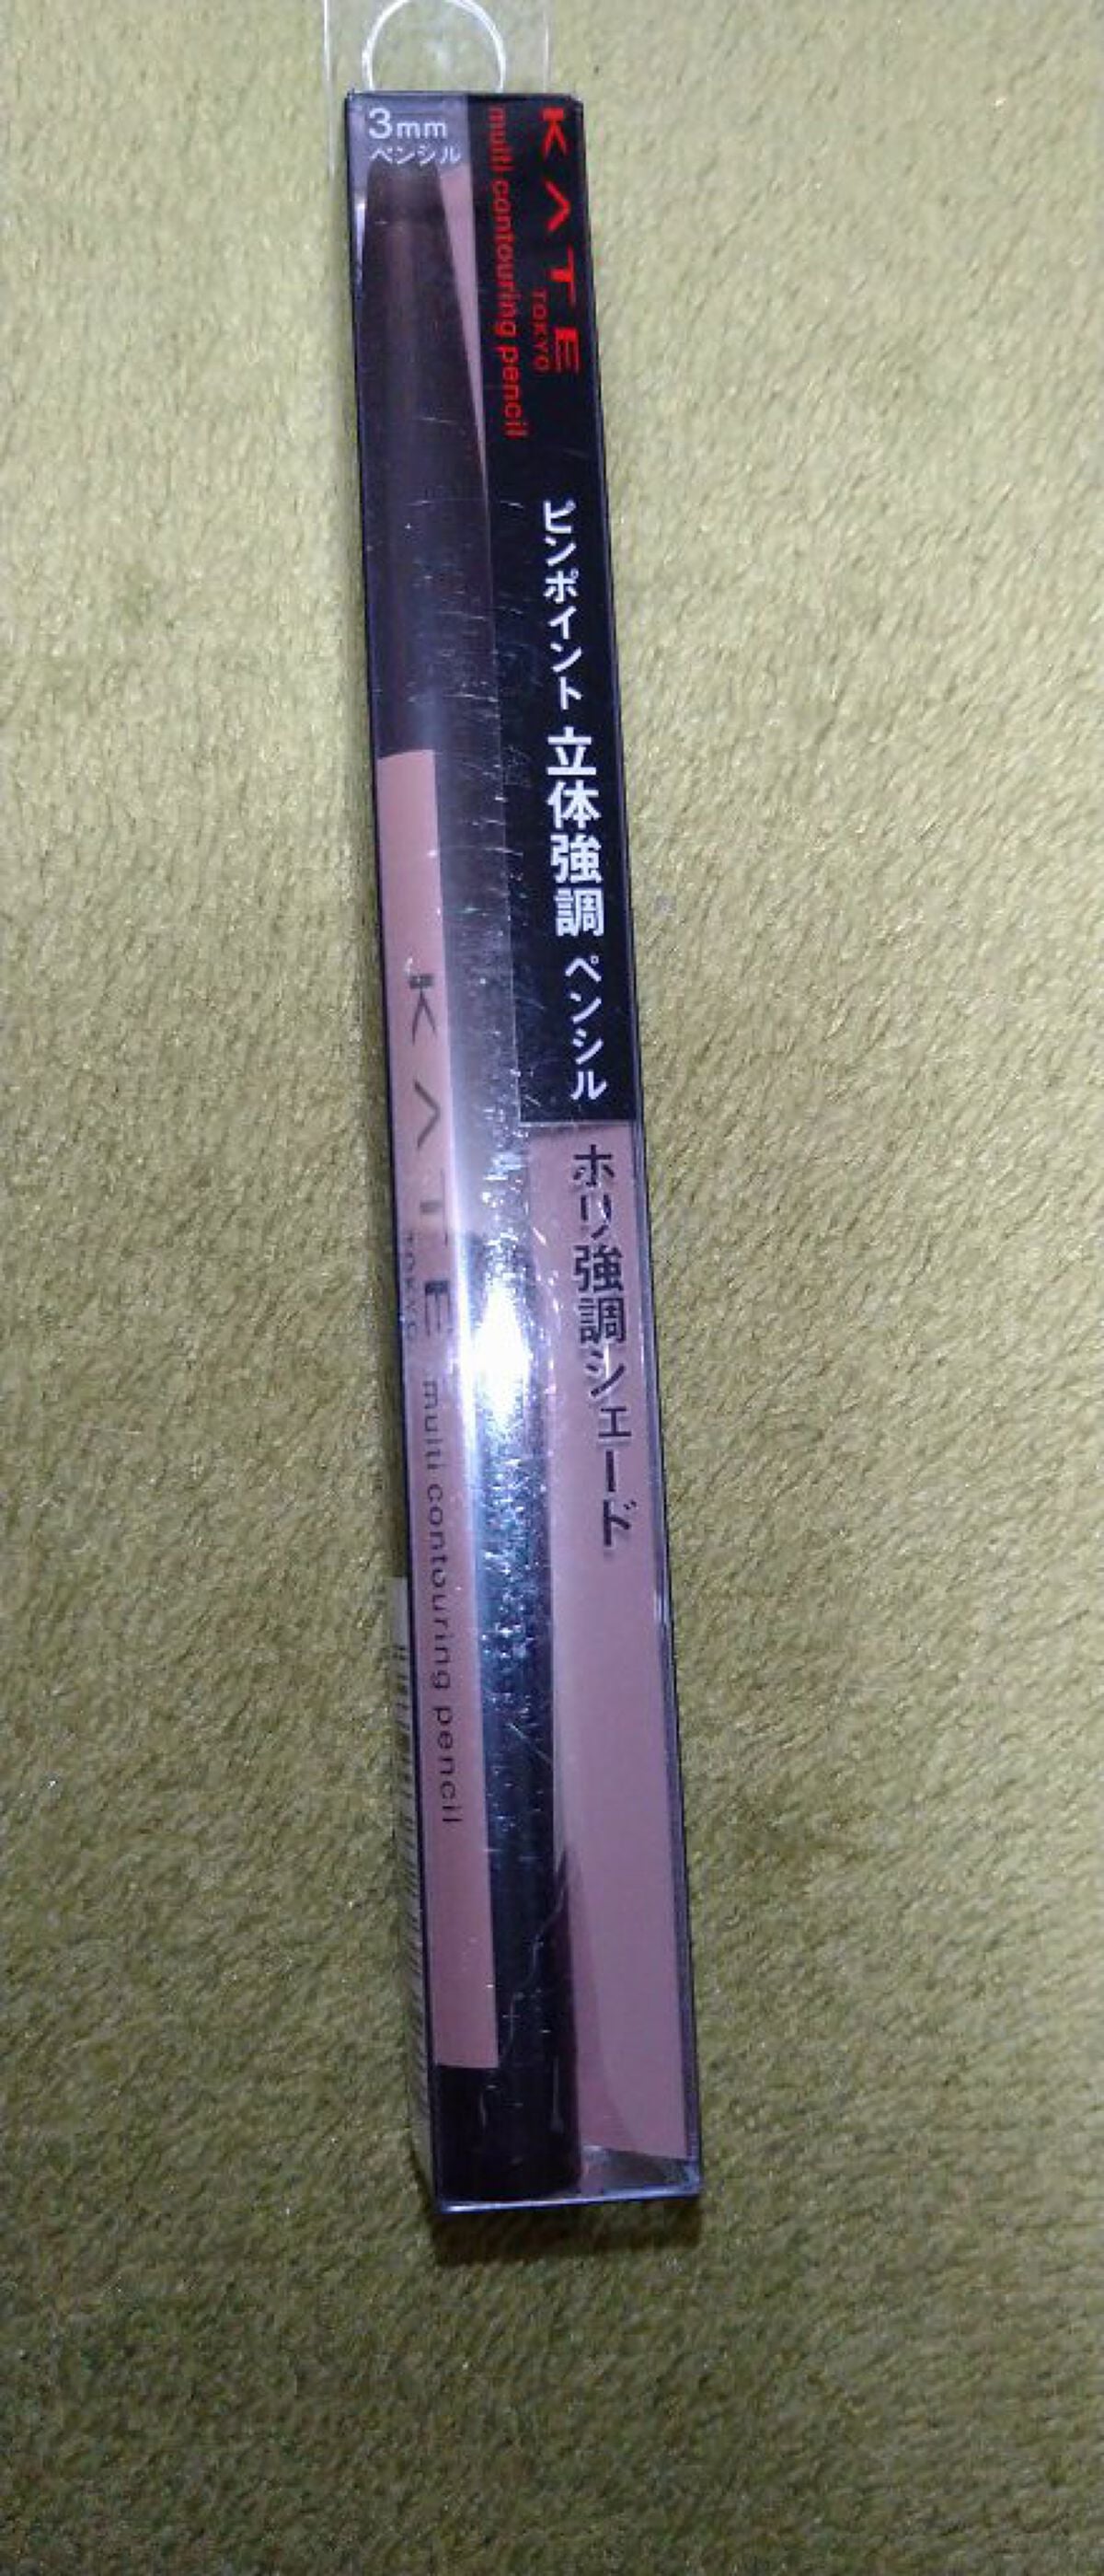 3mm
ペンシル
KATE
TOKYO
multi contouring pencil
ピンポイント 立体強調 ペンシル
ホリ強調シェード
KATE
TOKYO
multi contouring pencil